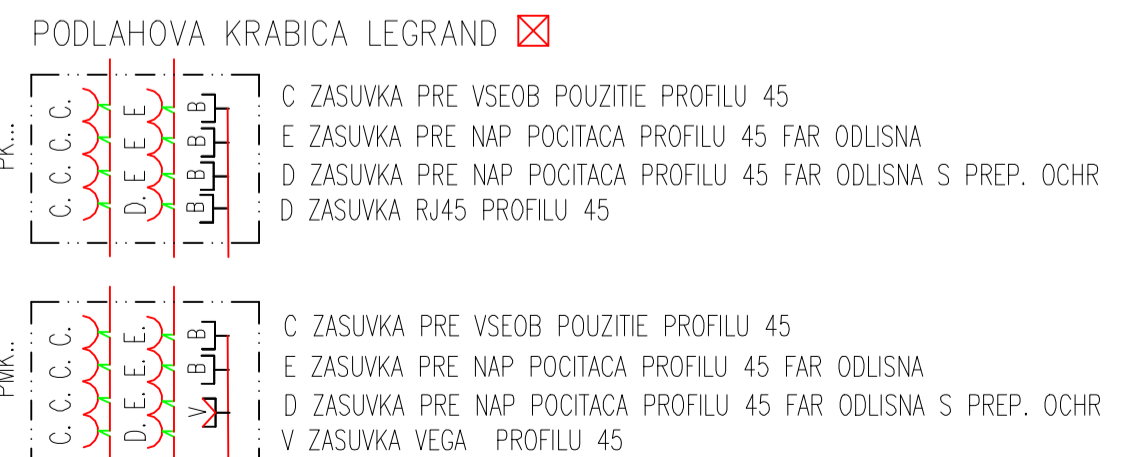 PODLAHOVA KRABICA LEGRAND
PK...
C. C. C. C.
D. E E E
B B B B
C ZASUVKA PRE VSEOB POUZITIE PROFILU 45
E ZASUVKA PRE NAP POCITACA PROFILU 45 FAR ODLISNA
D ZASUVKA PRE NAP POCITACA PROFILU 45 FAR ODLISNA S PREP. OCHR
D ZASUVKA RJ45 PROFILU 45
PMK..
C. C. C. C.
D. E. E. E.
V B B
C ZASUVKA PRE VSEOB POUZITIE PROFILU 45
E ZASUVKA PRE NAP POCITACA PROFILU 45 FAR ODLISNA
D ZASUVKA PRE NAP POCITACA PROFILU 45 FAR ODLISNA S PREP. OCHR
V ZASUVKA VEGA PROFILU 45